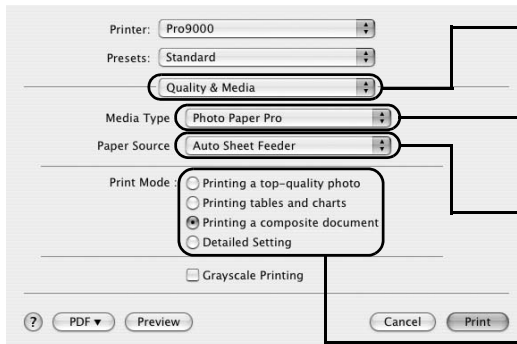 Printer: Pro9000
Presets: Standard
Quality & Media
Media Type Photo Paper Pro
Paper Source Auto Sheet Feeder
Print Mode : Printing a top-quality photo
Printing tables and charts
Printing a composite document
Detailed Setting
Grayscale Printing
? PDF▼ Preview Cancel Print